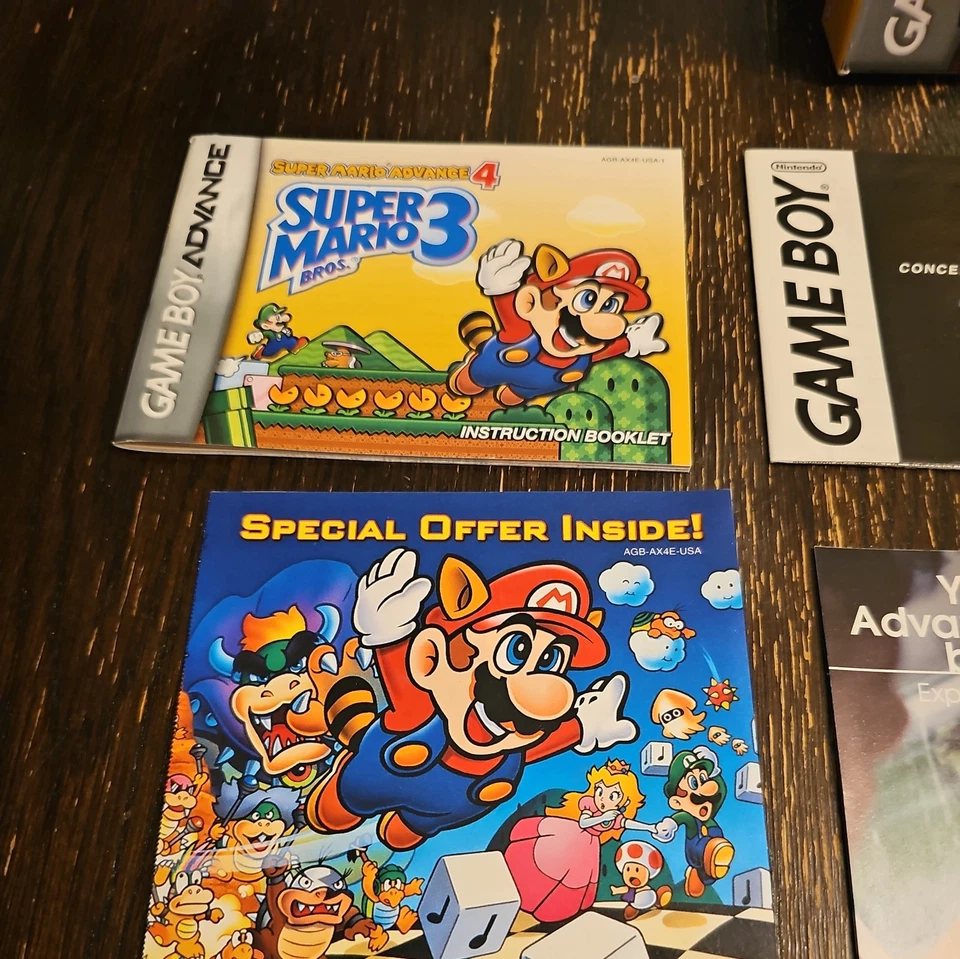 GAME BOY ADVANCE
SUPER MARIO ADVANCE 4
AGB-AX4E-USA-1
SUPER
MARIO 3
BROS.®
INSTRUCTION BOOKLET
Nintendo®
GAME BOY®
CONCE
GA
SPECIAL OFFER INSIDE!
AGB-AX4E-USA
M
Y
Adva
b
Exp